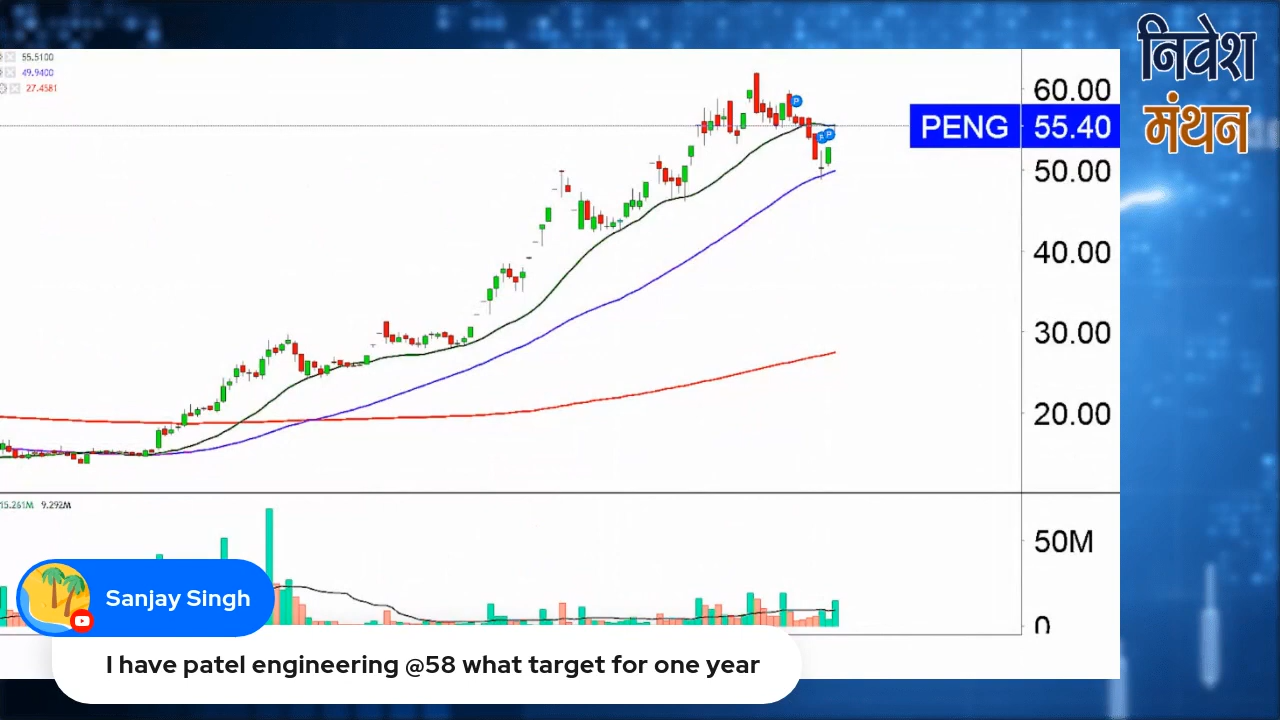 55.5100
49.9400
27.4581
निवेश
मंथन
60.00
PENG 55.40
50.00
40.00
30.00
20.00
15.261M 9.292M
50M
0
Sanjay Singh
I have patel engineering @58 what target for one year